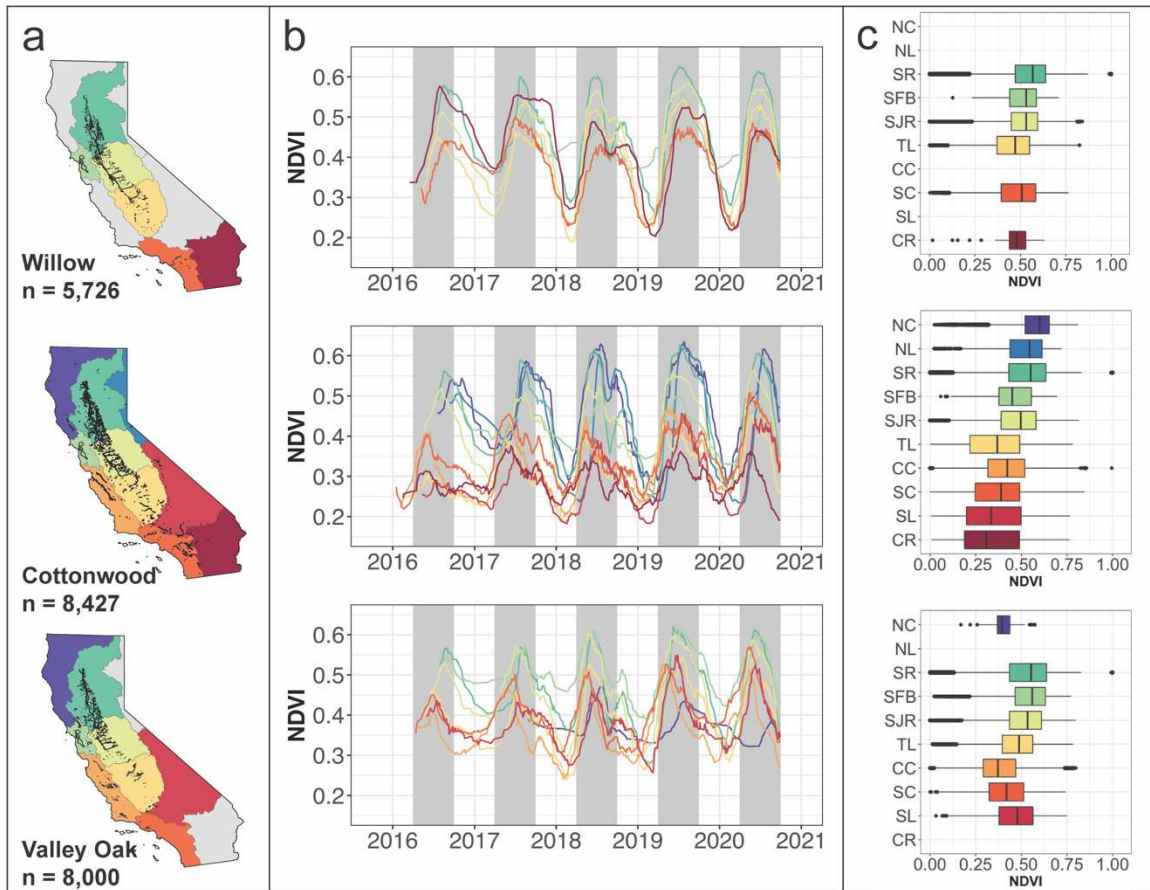 a
Willow
n = 5,726
Cottonwood
n = 8,427
Valley Oak
n = 8,000
b
NDVI
0.6
0.5
0.4
0.3
0.2
2016 2017 2018 2019 2020 2021
NDVI
0.6
0.5
0.4
0.3
0.2
2016 2017 2018 2019 2020 2021
NDVI
0.6
0.5
0.4
0.3
0.2
2016 2017 2018 2019 2020 2021
c
NC
NL
SR
SFB
SJR
TL
CC
SC
SL
CR
0.00 0.25 0.50 0.75 1.00
NDVI
NC
NL
SR
SFB
SJR
TL
CC
SC
SL
CR
0.00 0.25 0.50 0.75 1.00
NDVI
NC
NL
SR
SFB
SJR
TL
CC
SC
SL
CR
0.00 0.25 0.50 0.75 1.00
NDVI